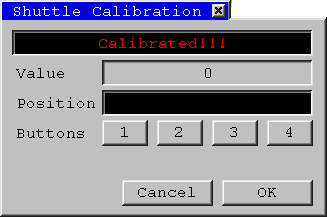 Shuttle Calibration
Calibrated!!!
Value 0
Position
Buttons 1 2 3 4
Cancel OK